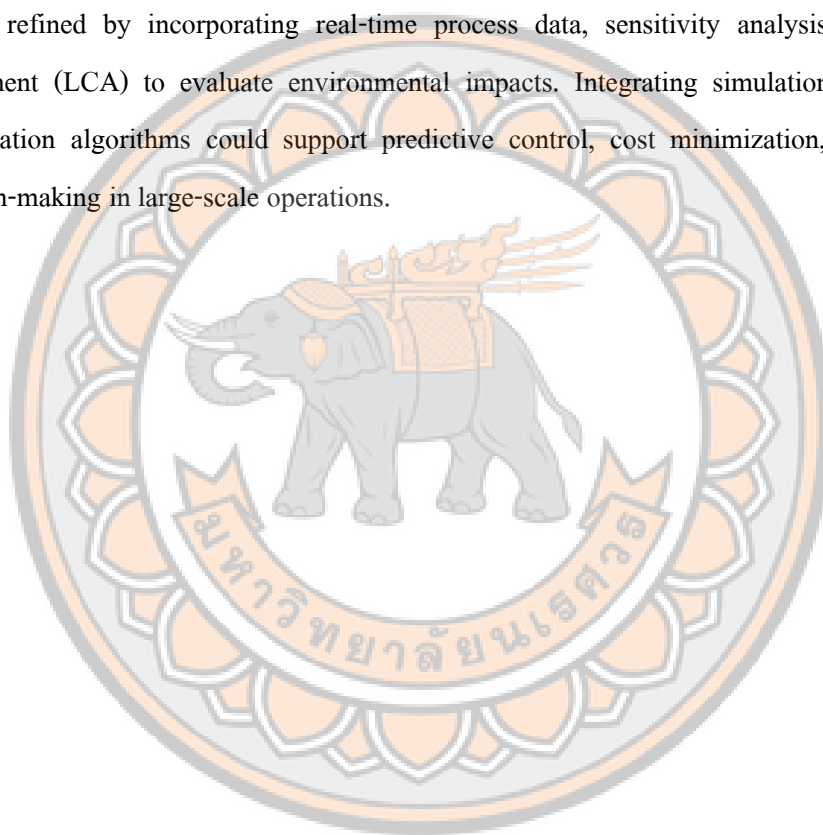 refined by incorporating real-time process data, sensitivity analysis
ent (LCA) to evaluate environmental impacts. Integrating simulation
ation algorithms could support predictive control, cost minimization,
n-making in large-scale operations.
มหาวิทยาลัยนเรศวร